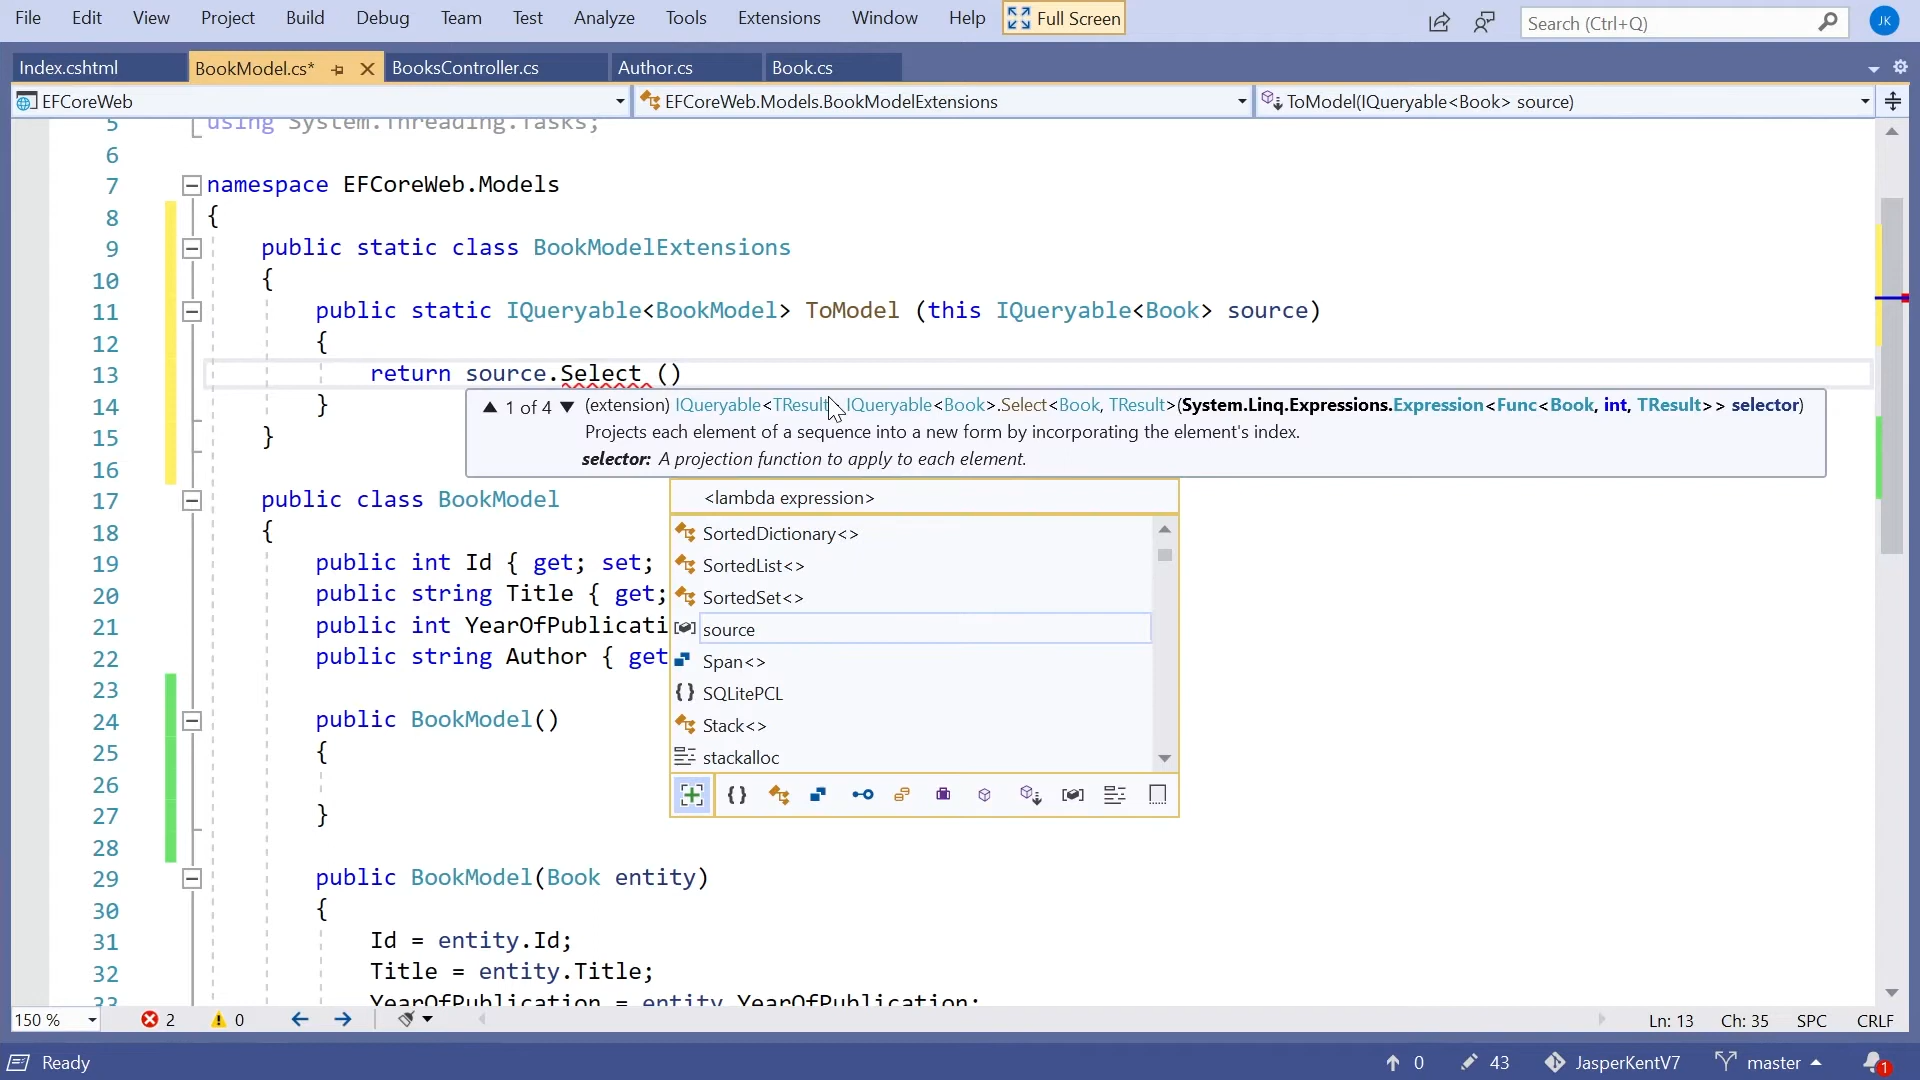 File Edit View Project Build Debug Team Test Analyze Tools Extensions Window Help Full Screen Search (Ctrl+Q) JK
Index.cshtml BookModel.cs* BooksController.cs Author.cs Book.cs
EFCoreWeb EFCoreWeb.Models.BookModelExtensions ToModel(IQueryable<Book> source)
5 using System.Threading.Tasks;
6
7 namespace EFCoreWeb.Models
8 {
9 public static class BookModelExtensions
10 {
11 public static IQueryable<BookModel> ToModel (this IQueryable<Book> source)
12 {
13 return source.Select ()
14 }
1 of 4 (extension) IQueryable<TResult> IQueryable<Book>.Select<Book, TResult>(System.Linq.Expressions.Expression<Func<Book, int, TResult>> selector)
Projects each element of a sequence into a new form by incorporating the element's index.
selector: A projection function to apply to each element.
15 }
16
17 public class BookModel
<lambda expression>
SortedDictionary<>
SortedList<>
SortedSet<>
source
Span<>
SQLitePCL
Stack<>
stackalloc
18 {
19 public int Id { get; set;
20 public string Title { get;
21 public int YearOfPublicati
22 public string Author { get
23
24 public BookModel()
25 {
26
27 }
28
29 public BookModel(Book entity)
30 {
31 Id = entity.Id;
32 Title = entity.Title;
33 YearOfPublication = entity.YearOfPublication;
150 % 2 0 Ln: 13 Ch: 35 SPC CRLF
Ready 0 43 JasperKentV7 master 1